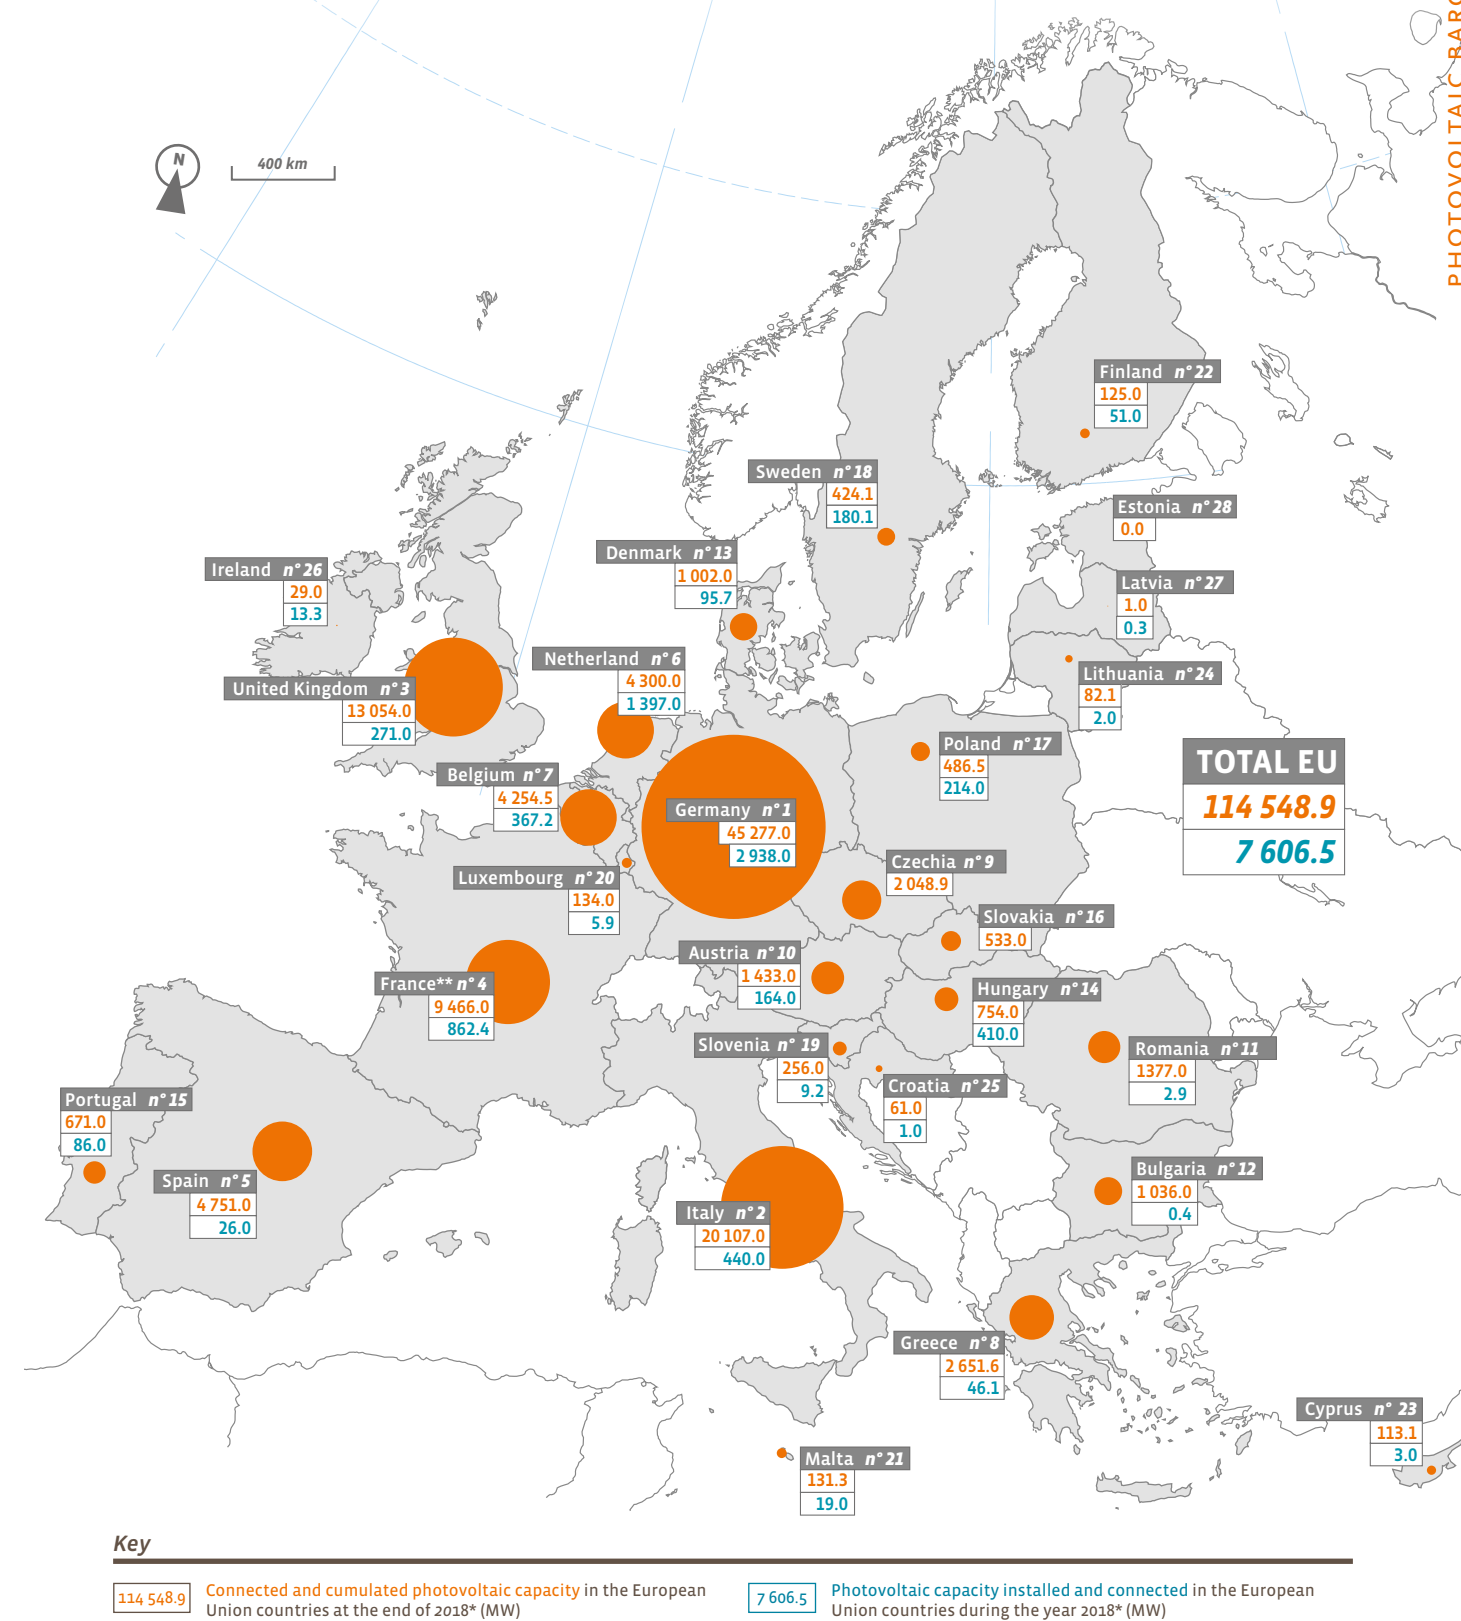 PHOTOVOLTAIC BARO
N
400 km
Finland n° 22
125.0
51.0
Sweden n° 18
424.1
180.1
Estonia n° 28
0.0
Denmark n° 13
1 002.0
95.7
Ireland n° 26
29.0
13.3
Latvia n° 27
1.0
0.3
Netherland n° 6
4 300.0
1 397.0
Lithuania n° 24
82.1
2.0
United Kingdom n° 3
13 054.0
271.0
Poland n° 17
486.5
214.0
TOTAL EU
114 548.9
7 606.5
Belgium n° 7
4 254.5
367.2
Germany n° 1
45 277.0
2 938.0
Czechia n° 9
2 048.9
Luxembourg n° 20
134.0
5.9
Slovakia n° 16
533.0
Austria n° 10
1 433.0
164.0
France** n° 4
9 466.0
862.4
Hungary n° 14
754.0
410.0
Slovenia n° 19
256.0
9.2
Romania n° 11
1377.0
2.9
Croatia n° 25
61.0
1.0
Portugal n° 15
671.0
86.0
Spain n° 5
4 751.0
26.0
Bulgaria n° 12
1 036.0
0.4
Italy n° 2
20 107.0
440.0
Greece n° 8
2 651.6
46.1
Cyprus n° 23
113.1
3.0
Malta n° 21
131.3
19.0
Key
114 548.9
Connected and cumulated photovoltaic capacity in the European
Union countries at the end of 2018* (MW)
7 606.5
Photovoltaic capacity installed and connected in the European
Union countries during the year 2018* (MW)